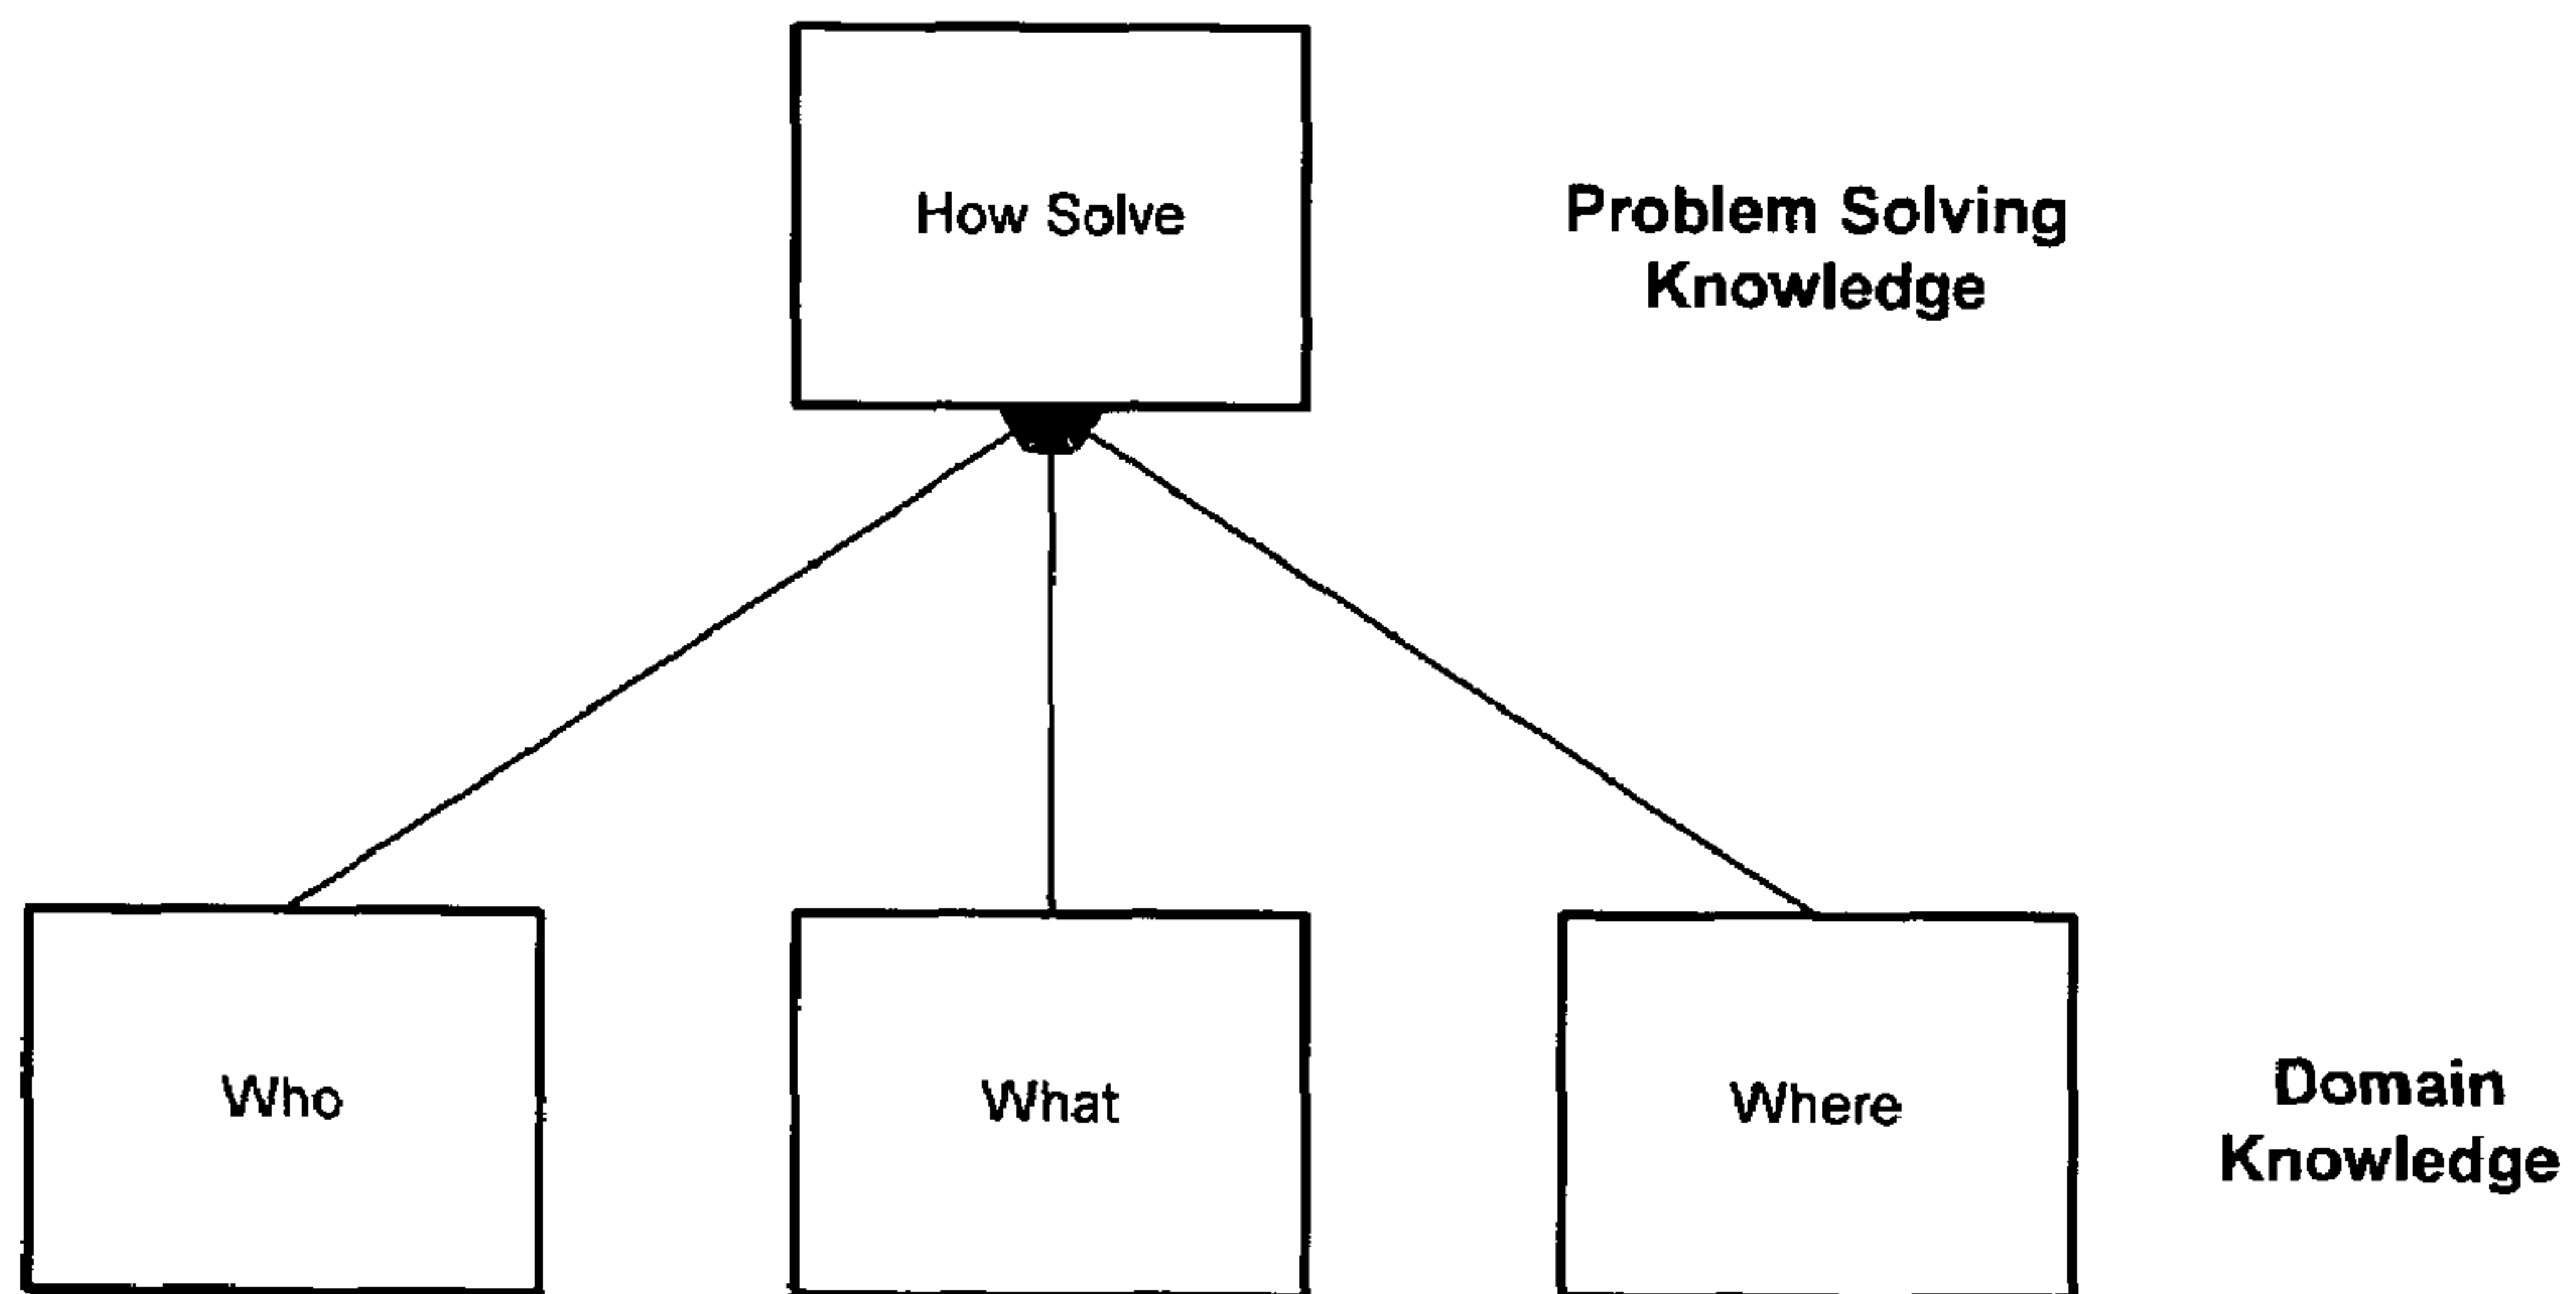 How Solve
Problem Solving
Knowledge
Who
What
Where
Domain
Knowledge